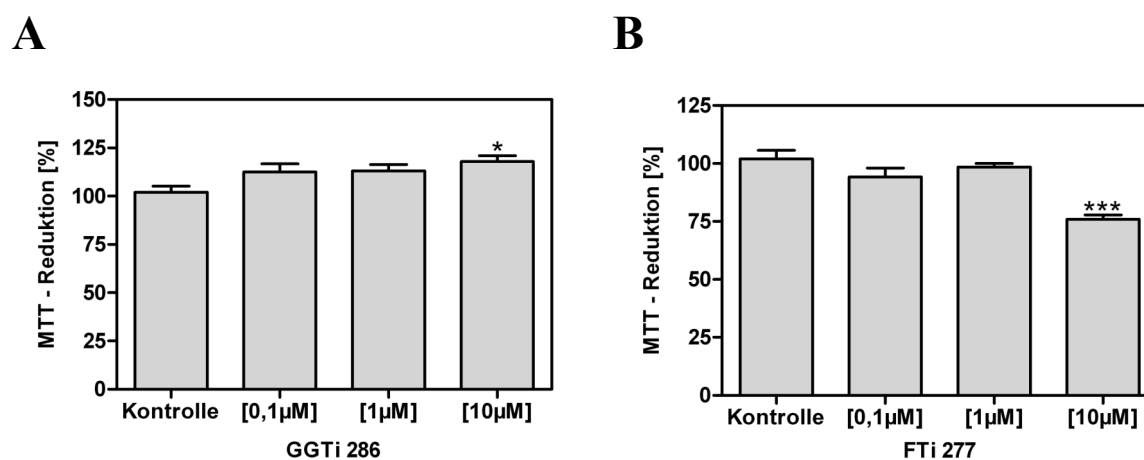 A
B
150
125
100
75
50
25
0
MTT - Reduktion [%]
*
Kontrolle [0,1µM] [1µM] [10µM]
GGTi 286
125
100
75
50
25
0
MTT - Reduktion [%]
***
Kontrolle [0,1µM] [1µM] [10µM]
FTi 277